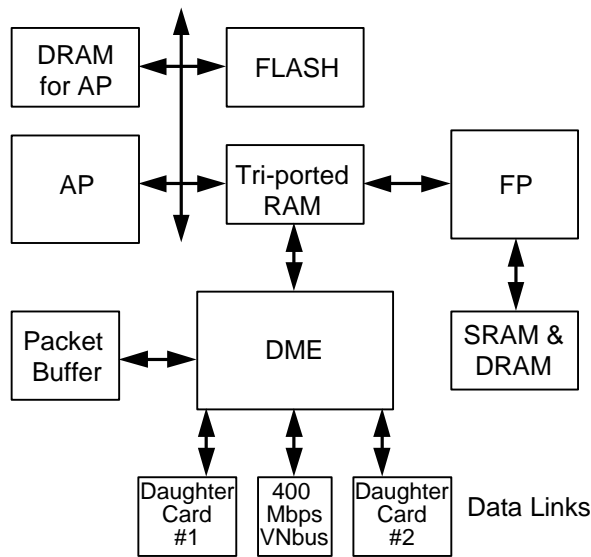 DRAM
for AP
FLASH
AP
Tri-ported
RAM
FP
Packet
Buffer
DME
SRAM &
DRAM
Daughter
Card
#1
400
Mbps
VNbus
Daughter
Card
#2
Data Links